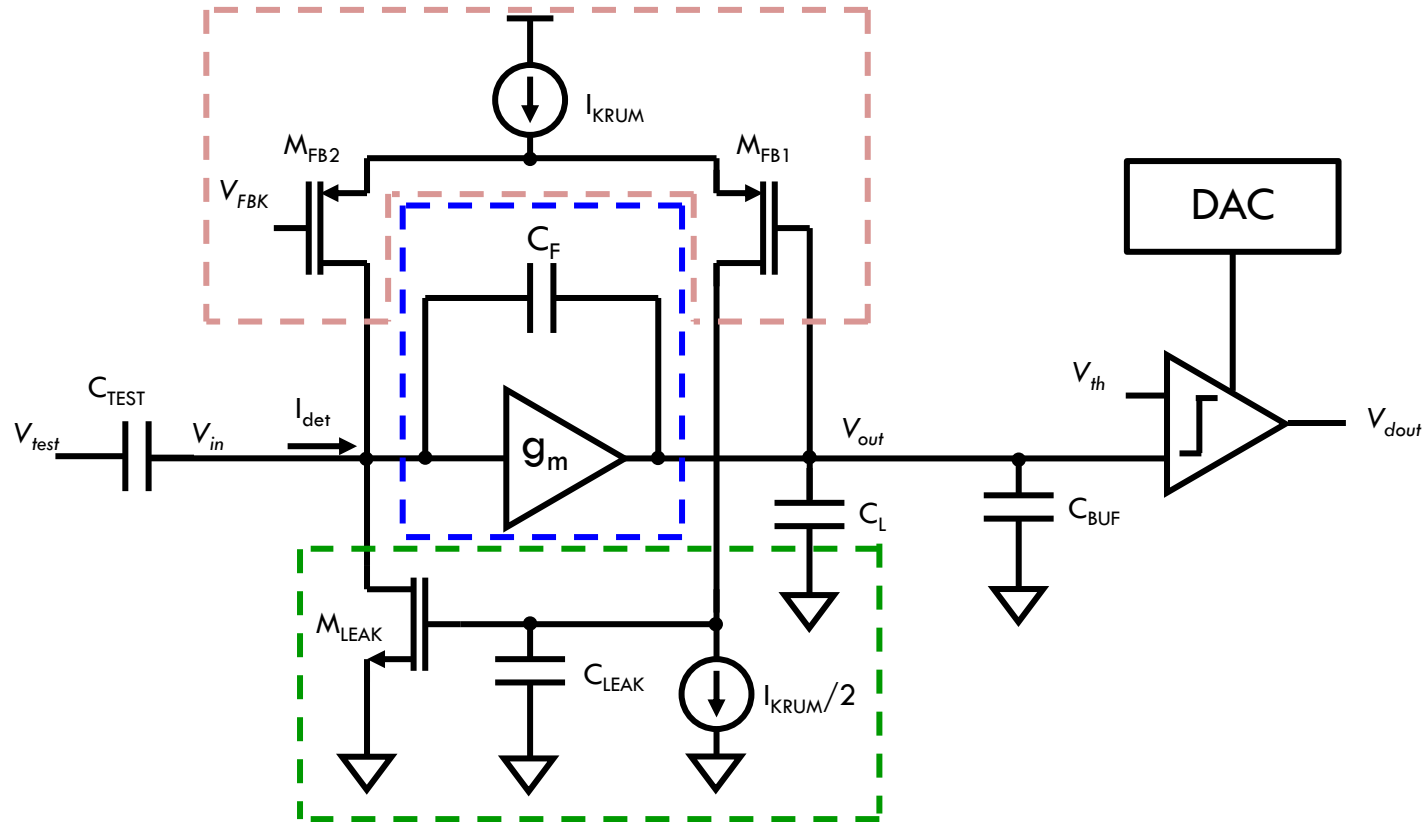 I_KRUM
M_FB2
M_FB1
V_FBK
DAC
C_F
V_th
C_TEST
I_det
V_test
V_in
g_m
V_out
V_dout
C_L
C_BUF
M_LEAK
C_LEAK
I_KRUM/2